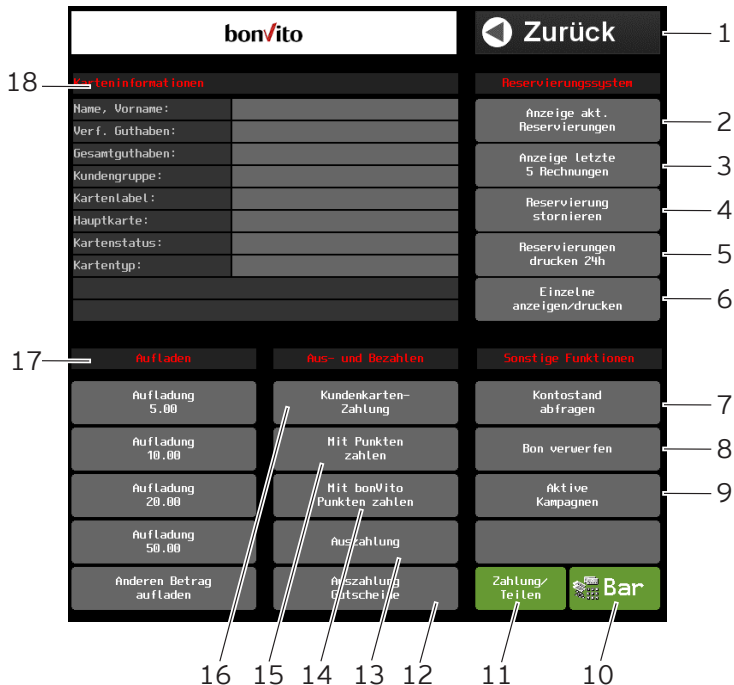 bonVito
Zurück
1
18
Karteninformationen
Name, Vorname:
Verf. Guthaben:
Gesamtguthaben:
Kundengruppe:
Kartenlabel:
Hauptkarte:
Kartenstatus:
Kartentyp:
Reservierungssystem
Anzeige akt.
Reservierungen
2
Anzeige letzte
5 Rechnungen
3
Reservierung
stornieren
4
Reservierungen
drucken 24h
5
Einzelne
anzeigen/drucken
6
17
Aufladen
Aufladung
5.00
Aufladung
10.00
Aufladung
20.00
Aufladung
50.00
Anderen Betrag
aufladen
Aus- und Bezahlen
Kundenkarten-
Zahlung
Mit Punkten
zahlen
Mit bonVito
Punkten zahlen
Auszahlung
Auszahlung
Gutscheine
Sonstige Funktionen
Kontostand
abfragen
7
Bon verwerfen
8
Aktive
Kampagnen
9
Zahlung/
Teilen
Bar
16
15
14
13
12
11
10